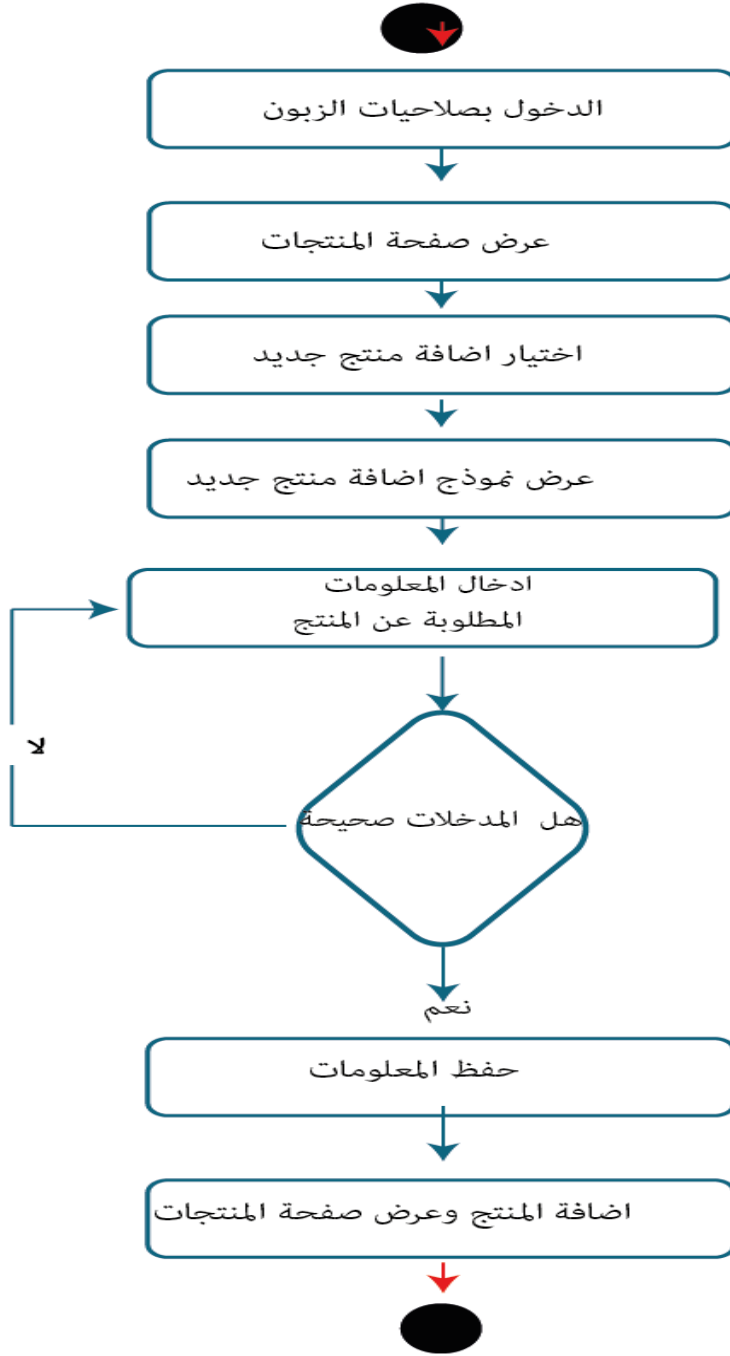 الدخول بصلاحيات الزبون
عرض صفحة المنتجات
اختيار اضافة منتج جديد
عرض نموذج اضافة منتج جديد
ادخال المعلومات
المطلوبة عن المنتج
لا
هل المدخلات صحيحة
نعم
حفظ المعلومات
اضافة المنتج وعرض صفحة المنتجات